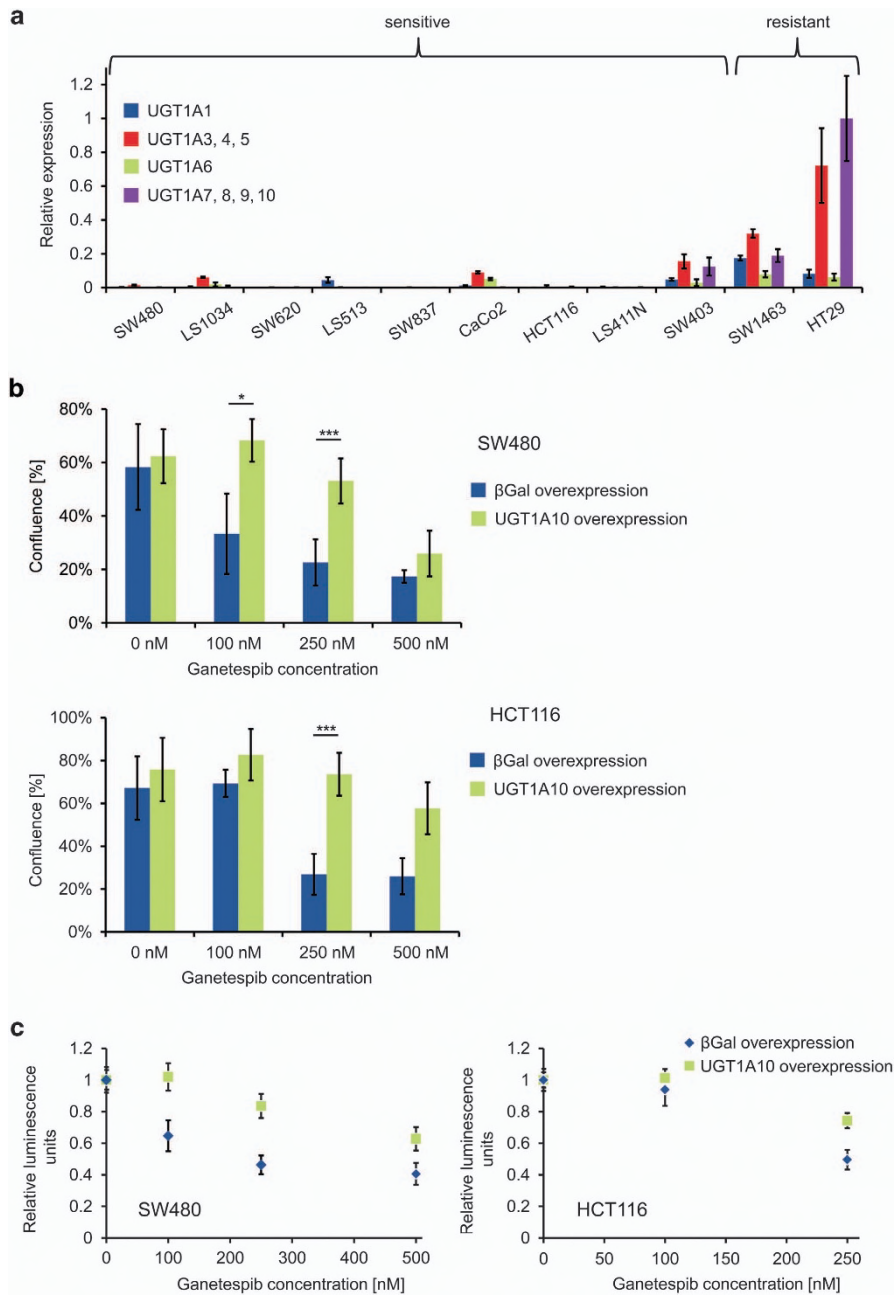 a
sensitive
resistant
Relative expression
1.2
1
0.8
0.6
0.4
0.2
0
UGT1A1
UGT1A3, 4, 5
UGT1A6
UGT1A7, 8, 9, 10
SW480
LS1034
SW620
LS513
SW837
CaCo2
HCT116
LS411N
SW403
SW1463
HT29
b
Confluence [%]
80%
60%
40%
20%
0%
*
***
0 nM
100 nM
250 nM
500 nM
Ganetespib concentration
SW480
βGal overexpression
UGT1A10 overexpression
Confluence [%]
100%
80%
60%
40%
20%
0%
***
0 nM
100 nM
250 nM
500 nM
Ganetespib concentration
HCT116
βGal overexpression
UGT1A10 overexpression
c
Relative luminescence
units
1.2
1
0.8
0.6
0.4
0.2
0
SW480
0
100
200
300
400
500
Ganetespib concentration [nM]
Relative luminescence
units
1.2
1
0.8
0.6
0.4
0.2
0
HCT116
0
50
100
150
200
250
Ganetespib concentration [nM]
βGal overexpression
UGT1A10 overexpression